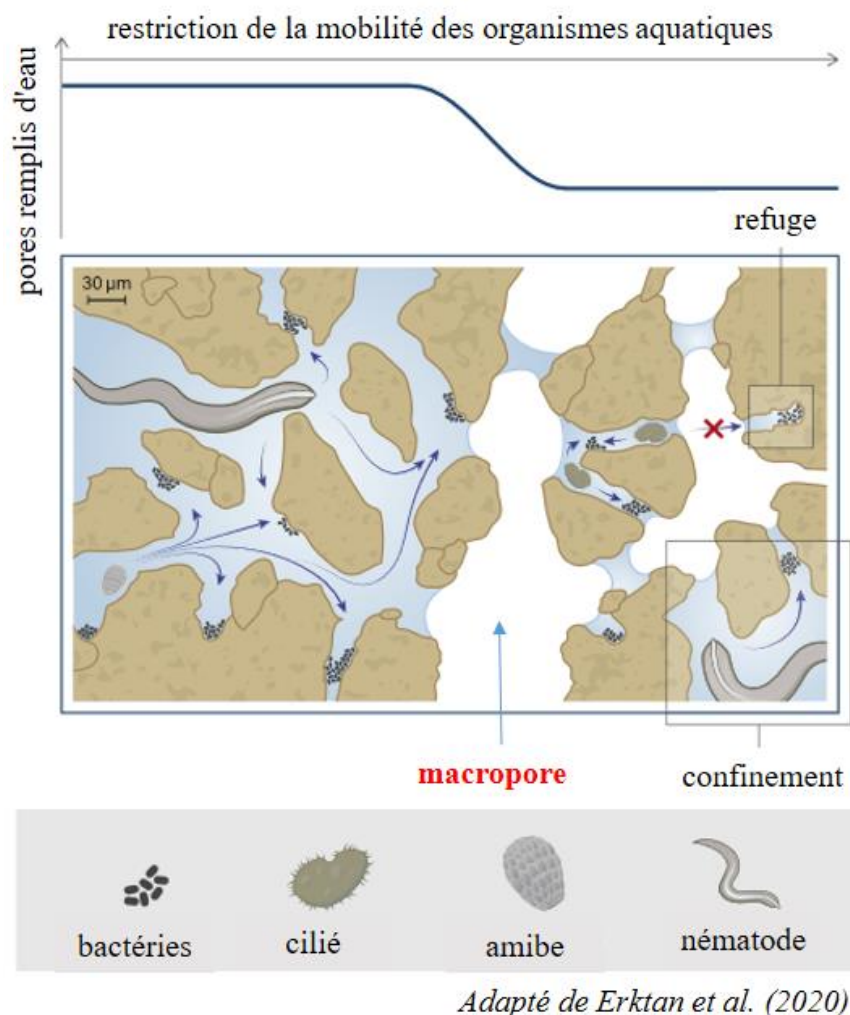 restriction de la mobilité des organismes aquatiques
pores remplis d'eau
refuge
30 µm
macropore
confinement
bactéries
cilié
amibe
nématode
Adapté de Erktan et al. (2020)